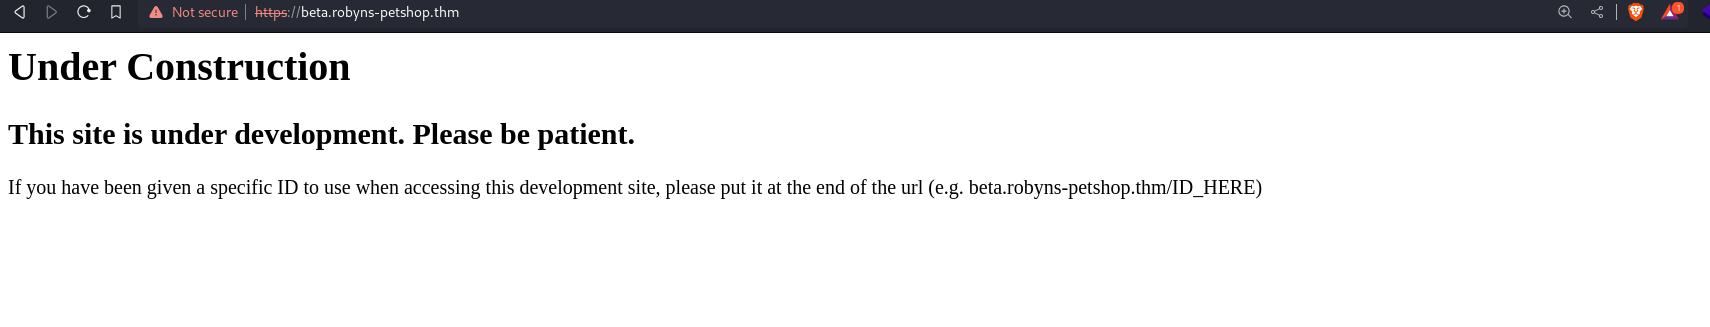 Not secure https://beta.robyns-petshop.thm 1
Under Construction
This site is under development. Please be patient.
If you have been given a specific ID to use when accessing this development site, please put it at the end of the url (e.g. beta.robyns-petshop.thm/ID_HERE)